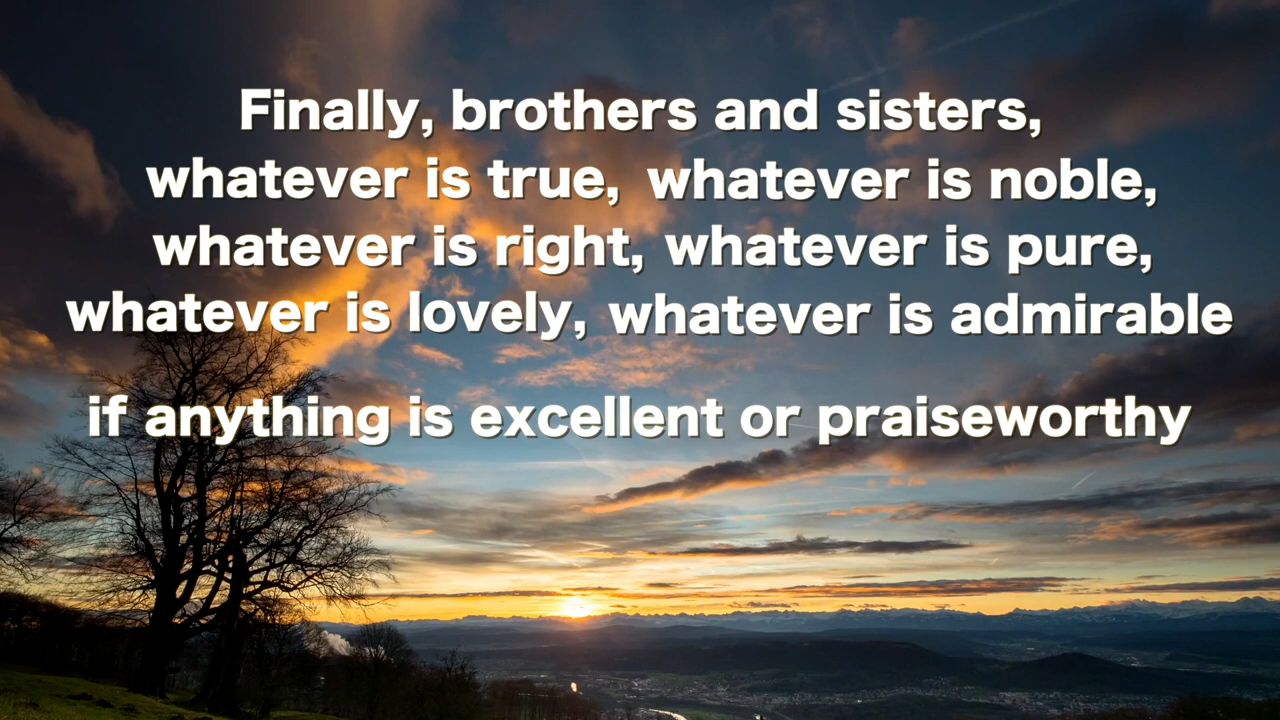 Finally, brothers and sisters,
whatever is true, whatever is noble,
whatever is right, whatever is pure,
whatever is lovely, whatever is admirable
if anything is excellent or praiseworthy